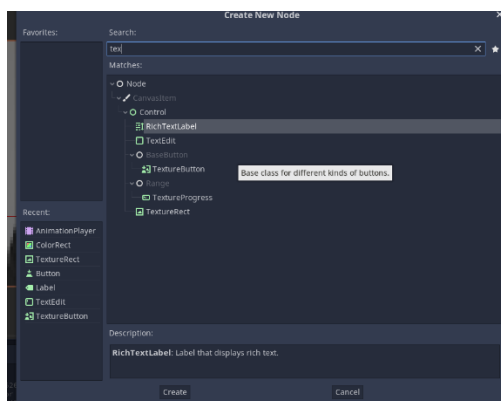 Create New Node
Favorites:
Search:
tex
Matches:
Node
CanvasItem
Control
RichTextLabel
TextEdit
BaseButton
TextureButton
Base class for different kinds of buttons.
Range
TextureProgress
TextureRect
Recent:
AnimationPlayer
ColorRect
TextureRect
Button
Label
TextEdit
TextureButton
Description:
RichTextLabel: Label that displays rich text.
Create
Cancel